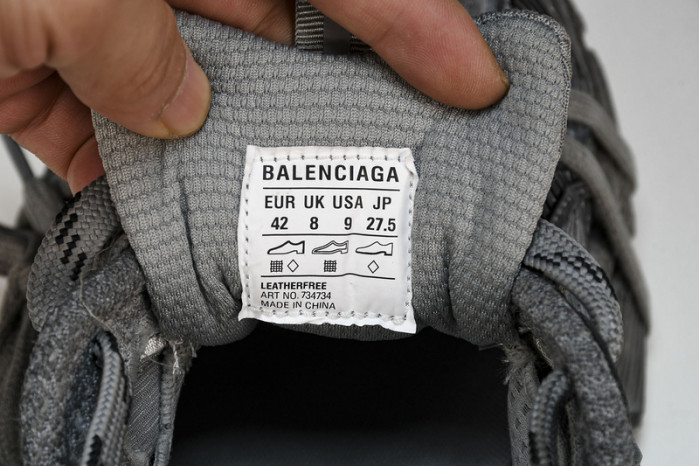 BALENCIAGA
EUR UK USA JP
42 8 9 27.5
LEATHERFREE
ART NO. 734734
MADE IN CHINA